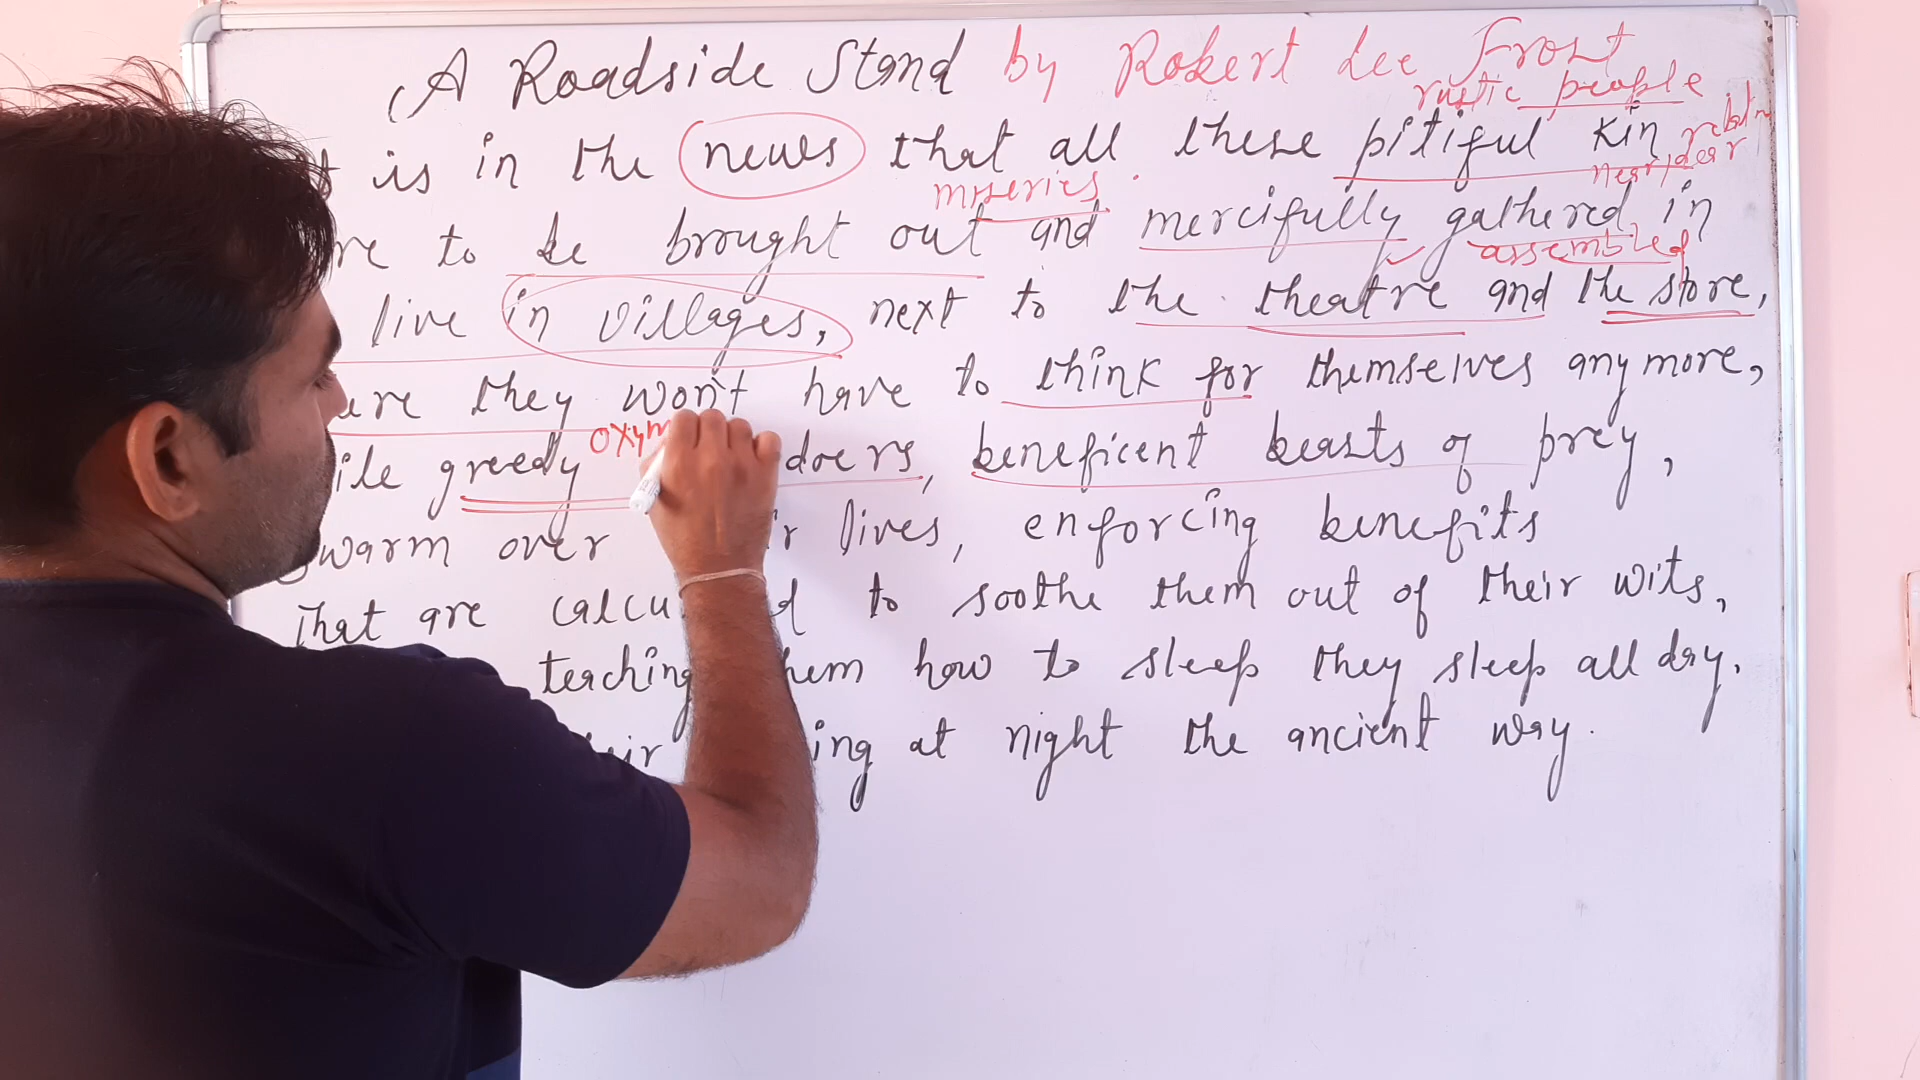 A Roadside Stand by Robert Lee Frost
rustic people
is in the news that all these pitiful kin
near, dear
miseries
to be brought out and mercifully gathered in
assembled
live in villages, next to the theatre and the store,
they won't have to think for themselves anymore,
oxym
greedy doers, beneficent beasts of prey,
swarm over lives, enforcing benefits
That are to soothe them out of their wits,
teaching how to sleep they sleep all day.
at night the ancient way.